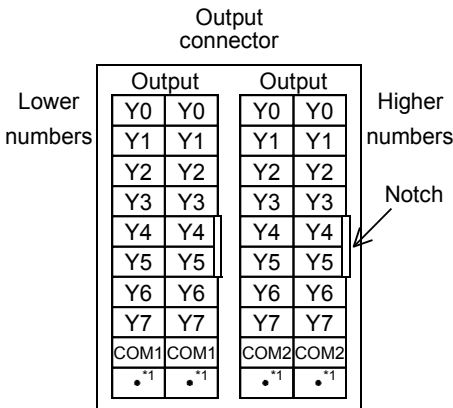 Output
connector
Output Output
Lower
numbers
Higher
numbers
Notch
Y0 Y0 Y0 Y0
Y1 Y1 Y1 Y1
Y2 Y2 Y2 Y2
Y3 Y3 Y3 Y3
Y4 Y4 Y4 Y4
Y5 Y5 Y5 Y5
Y6 Y6 Y6 Y6
Y7 Y7 Y7 Y7
COM1 COM1 COM2 COM2
•*1 •*1 •*1 •*1